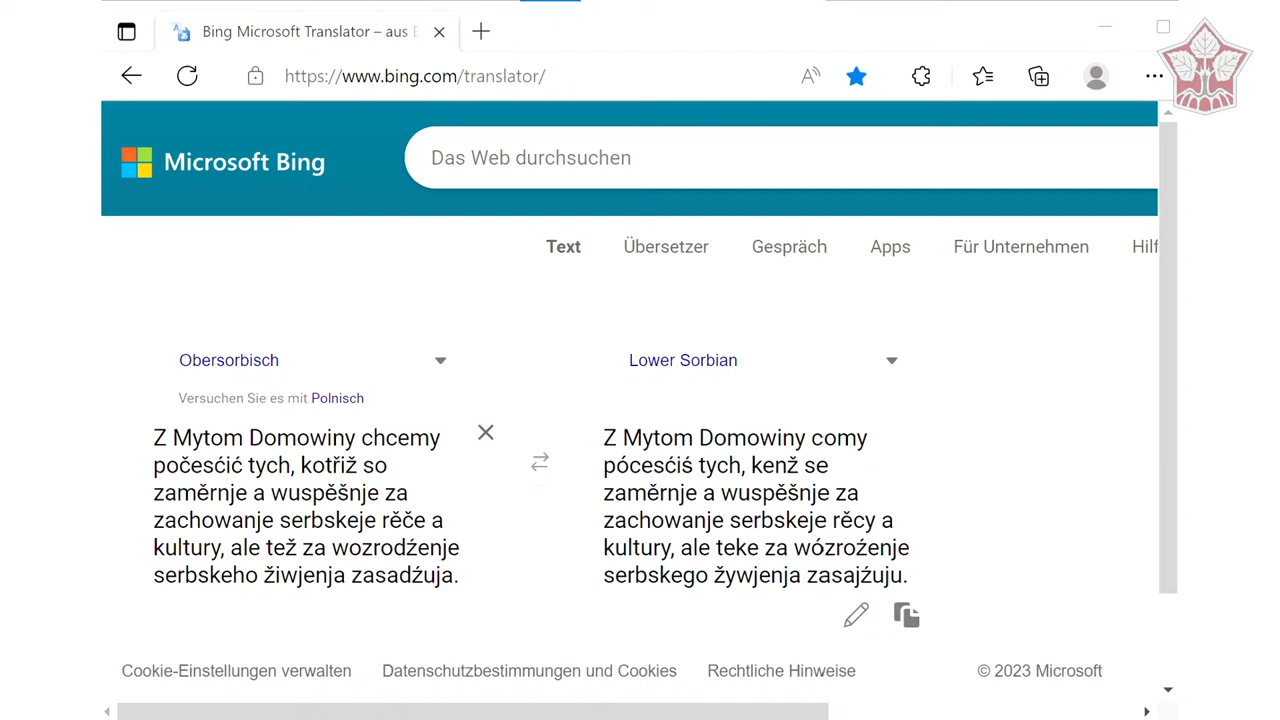 Bing Microsoft Translator – aus E
https://www.bing.com/translator/
Microsoft Bing
Das Web durchsuchen
Text Übersetzer Gespräch Apps Für Unternehmen Hilf
Obersorbisch
Versuchen Sie es mit Polnisch
Z Mytom Domowiny chcemy
počesćić tych, kotřiž so
zaměrnje a wuspěšnje za
zachowanje serbskeje rěče a
kultury, ale tež za wozrodźenje
serbskeho žiwjenja zasadźuja.
Lower Sorbian
Z Mytom Domowiny comy
pócesćiś tych, kenž se
zaměrnje a wuspěšnje za
zachowanje serbskeje rěcy a
kultury, ale teke za wózroźenje
serbskego žywjenja zasajźuju.
Cookie-Einstellungen verwalten Datenschutzbestimmungen und Cookies Rechtliche Hinweise © 2023 Microsoft